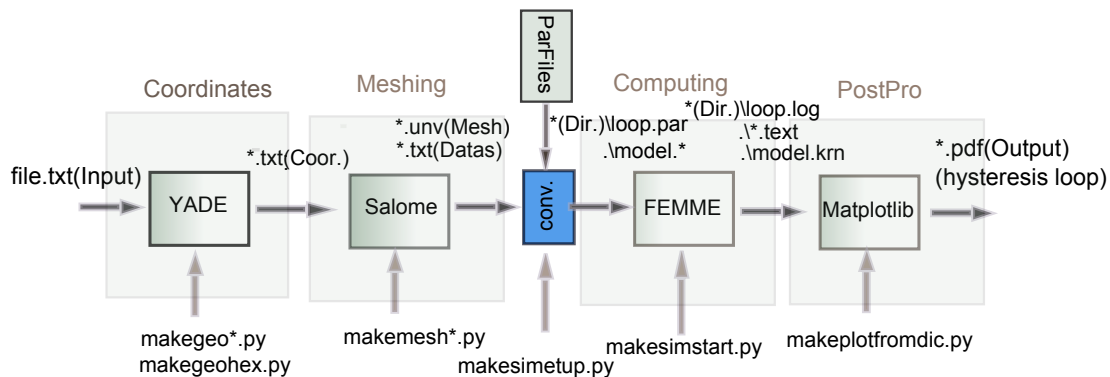 ParFiles
Coordinates
Meshing
Computing
PostPro
file.txt(Input)
*.txt(Coor.)
*.unv(Mesh)
*.txt(Datas)
*(Dir.)\loop.par
.\model.*
*(Dir.)\loop.log
.\*.text
.\model.krn
*.pdf(Output)
(hysteresis loop)
YADE
Salome
conv.
FEMME
Matplotlib
makegeo*.py
makegeohex.py
makemesh*.py
makesimetup.py
makesimstart.py
makeplotfromdic.py